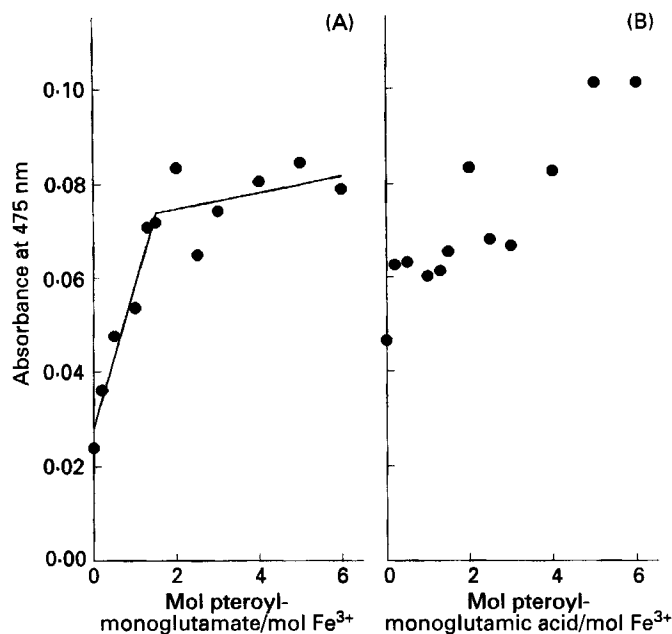 (A)
(B)
Absorbance at 475 nm
0·10
0·08
0·06
0·04
0·02
0·00
0 2 4 6
0 2 4 6
Mol pteroyl-
monoglutamate/mol Fe³⁺
Mol pteroyl-
monoglutamic acid/mol Fe³⁺